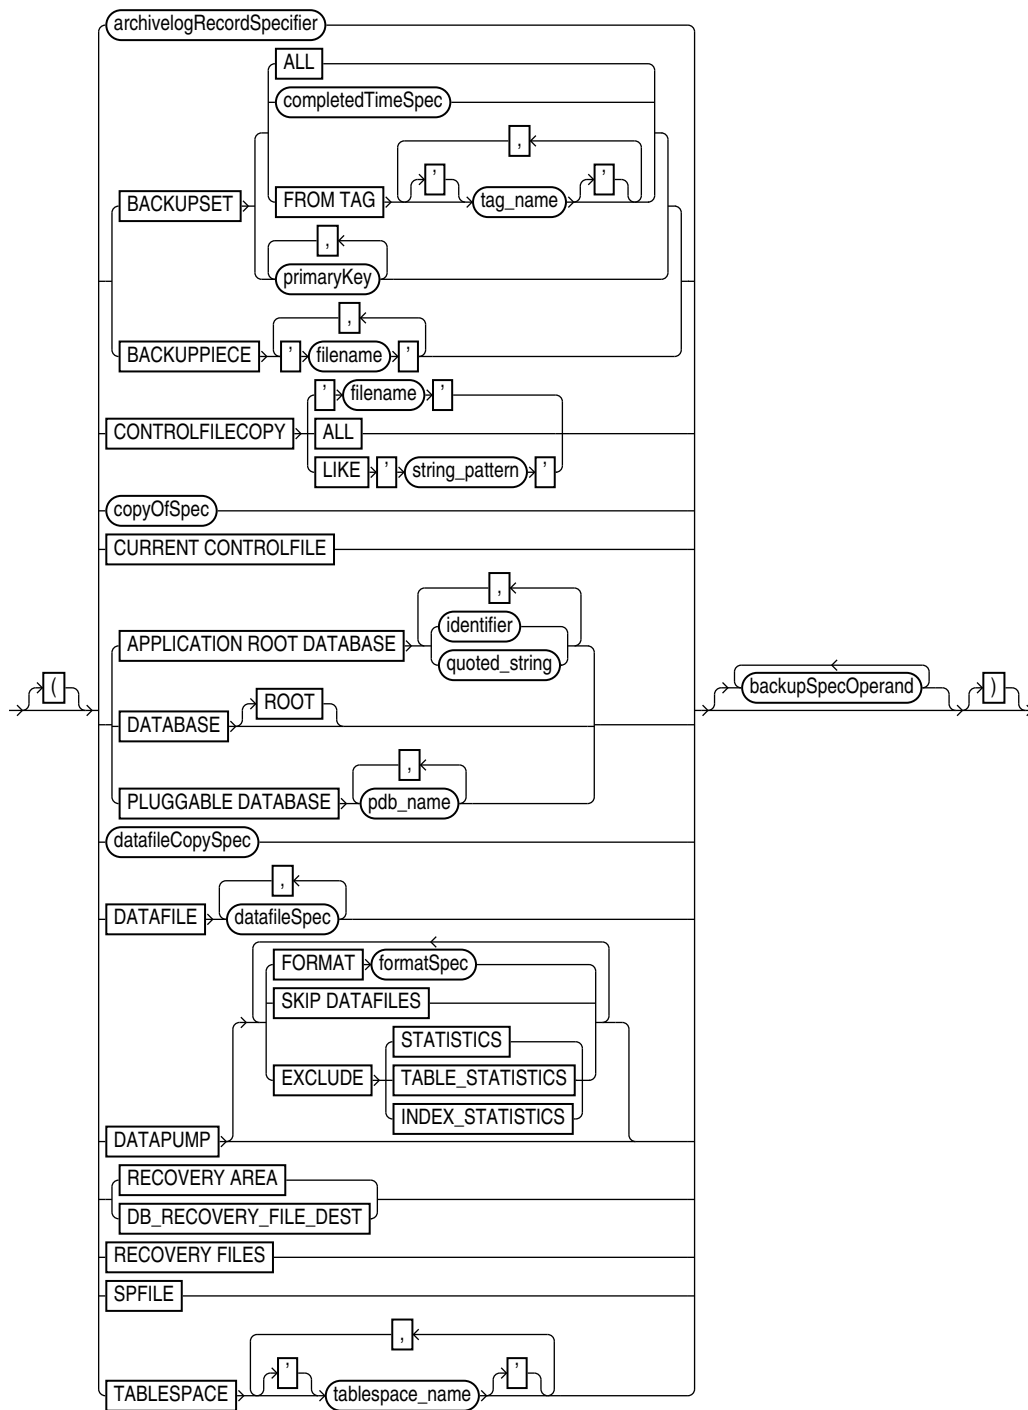 archivelogRecordSpecifier
ALL
completedTimeSpec
,
' '
FROM TAG tag_name
BACKUPSET
,
primaryKey
,
BACKUPPIECE ' filename '
' filename '
CONTROLFILECOPY ALL
LIKE ' string_pattern '
copyOfSpec
CURRENT CONTROLFILE
,
identifier
APPLICATION ROOT DATABASE
quoted_string
( ROOT backupSpecOperand )
DATABASE
,
PLUGGABLE DATABASE pdb_name
datafileCopySpec
,
DATAFILE datafileSpec
FORMAT formatSpec
SKIP DATAFILES
STATISTICS
EXCLUDE TABLE_STATISTICS
INDEX_STATISTICS
DATAPUMP
RECOVERY AREA
DB_RECOVERY_FILE_DEST
RECOVERY FILES
SPFILE
,
' '
TABLESPACE tablespace_name